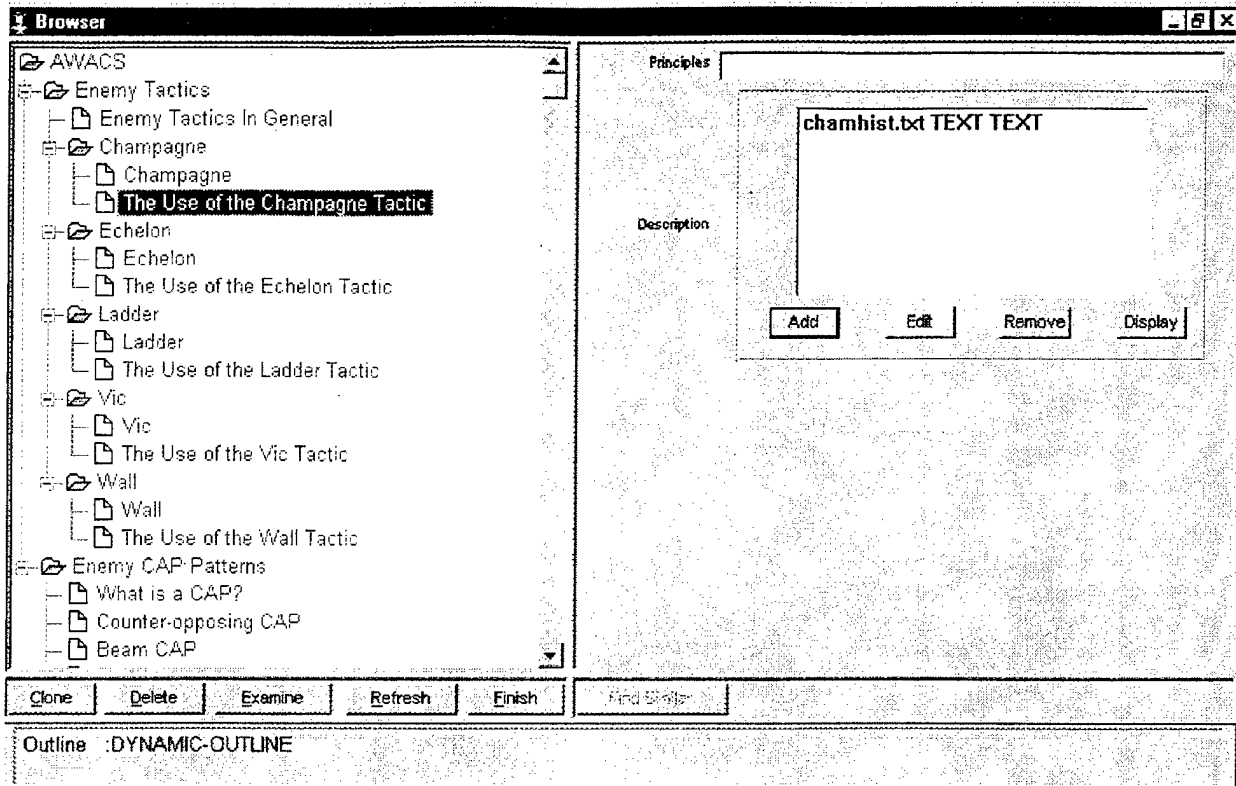 Browser
AWACS
Enemy Tactics
Enemy Tactics In General
Champagne
Champagne
The Use of the Champagne Tactic
Echelon
Echelon
The Use of the Echelon Tactic
Ladder
Ladder
The Use of the Ladder Tactic
Vic
Vic
The Use of the Vic Tactic
Wall
Wall
The Use of the Wall Tactic
Enemy CAP Patterns
What is a CAP?
Counter-opposing CAP
Beam CAP
Clone Delete Examine Refresh Finish
Principles
Description
chamhist.txt TEXT TEXT
Add Edit Remove Display
Find Similar
Outline :DYNAMIC-OUTLINE